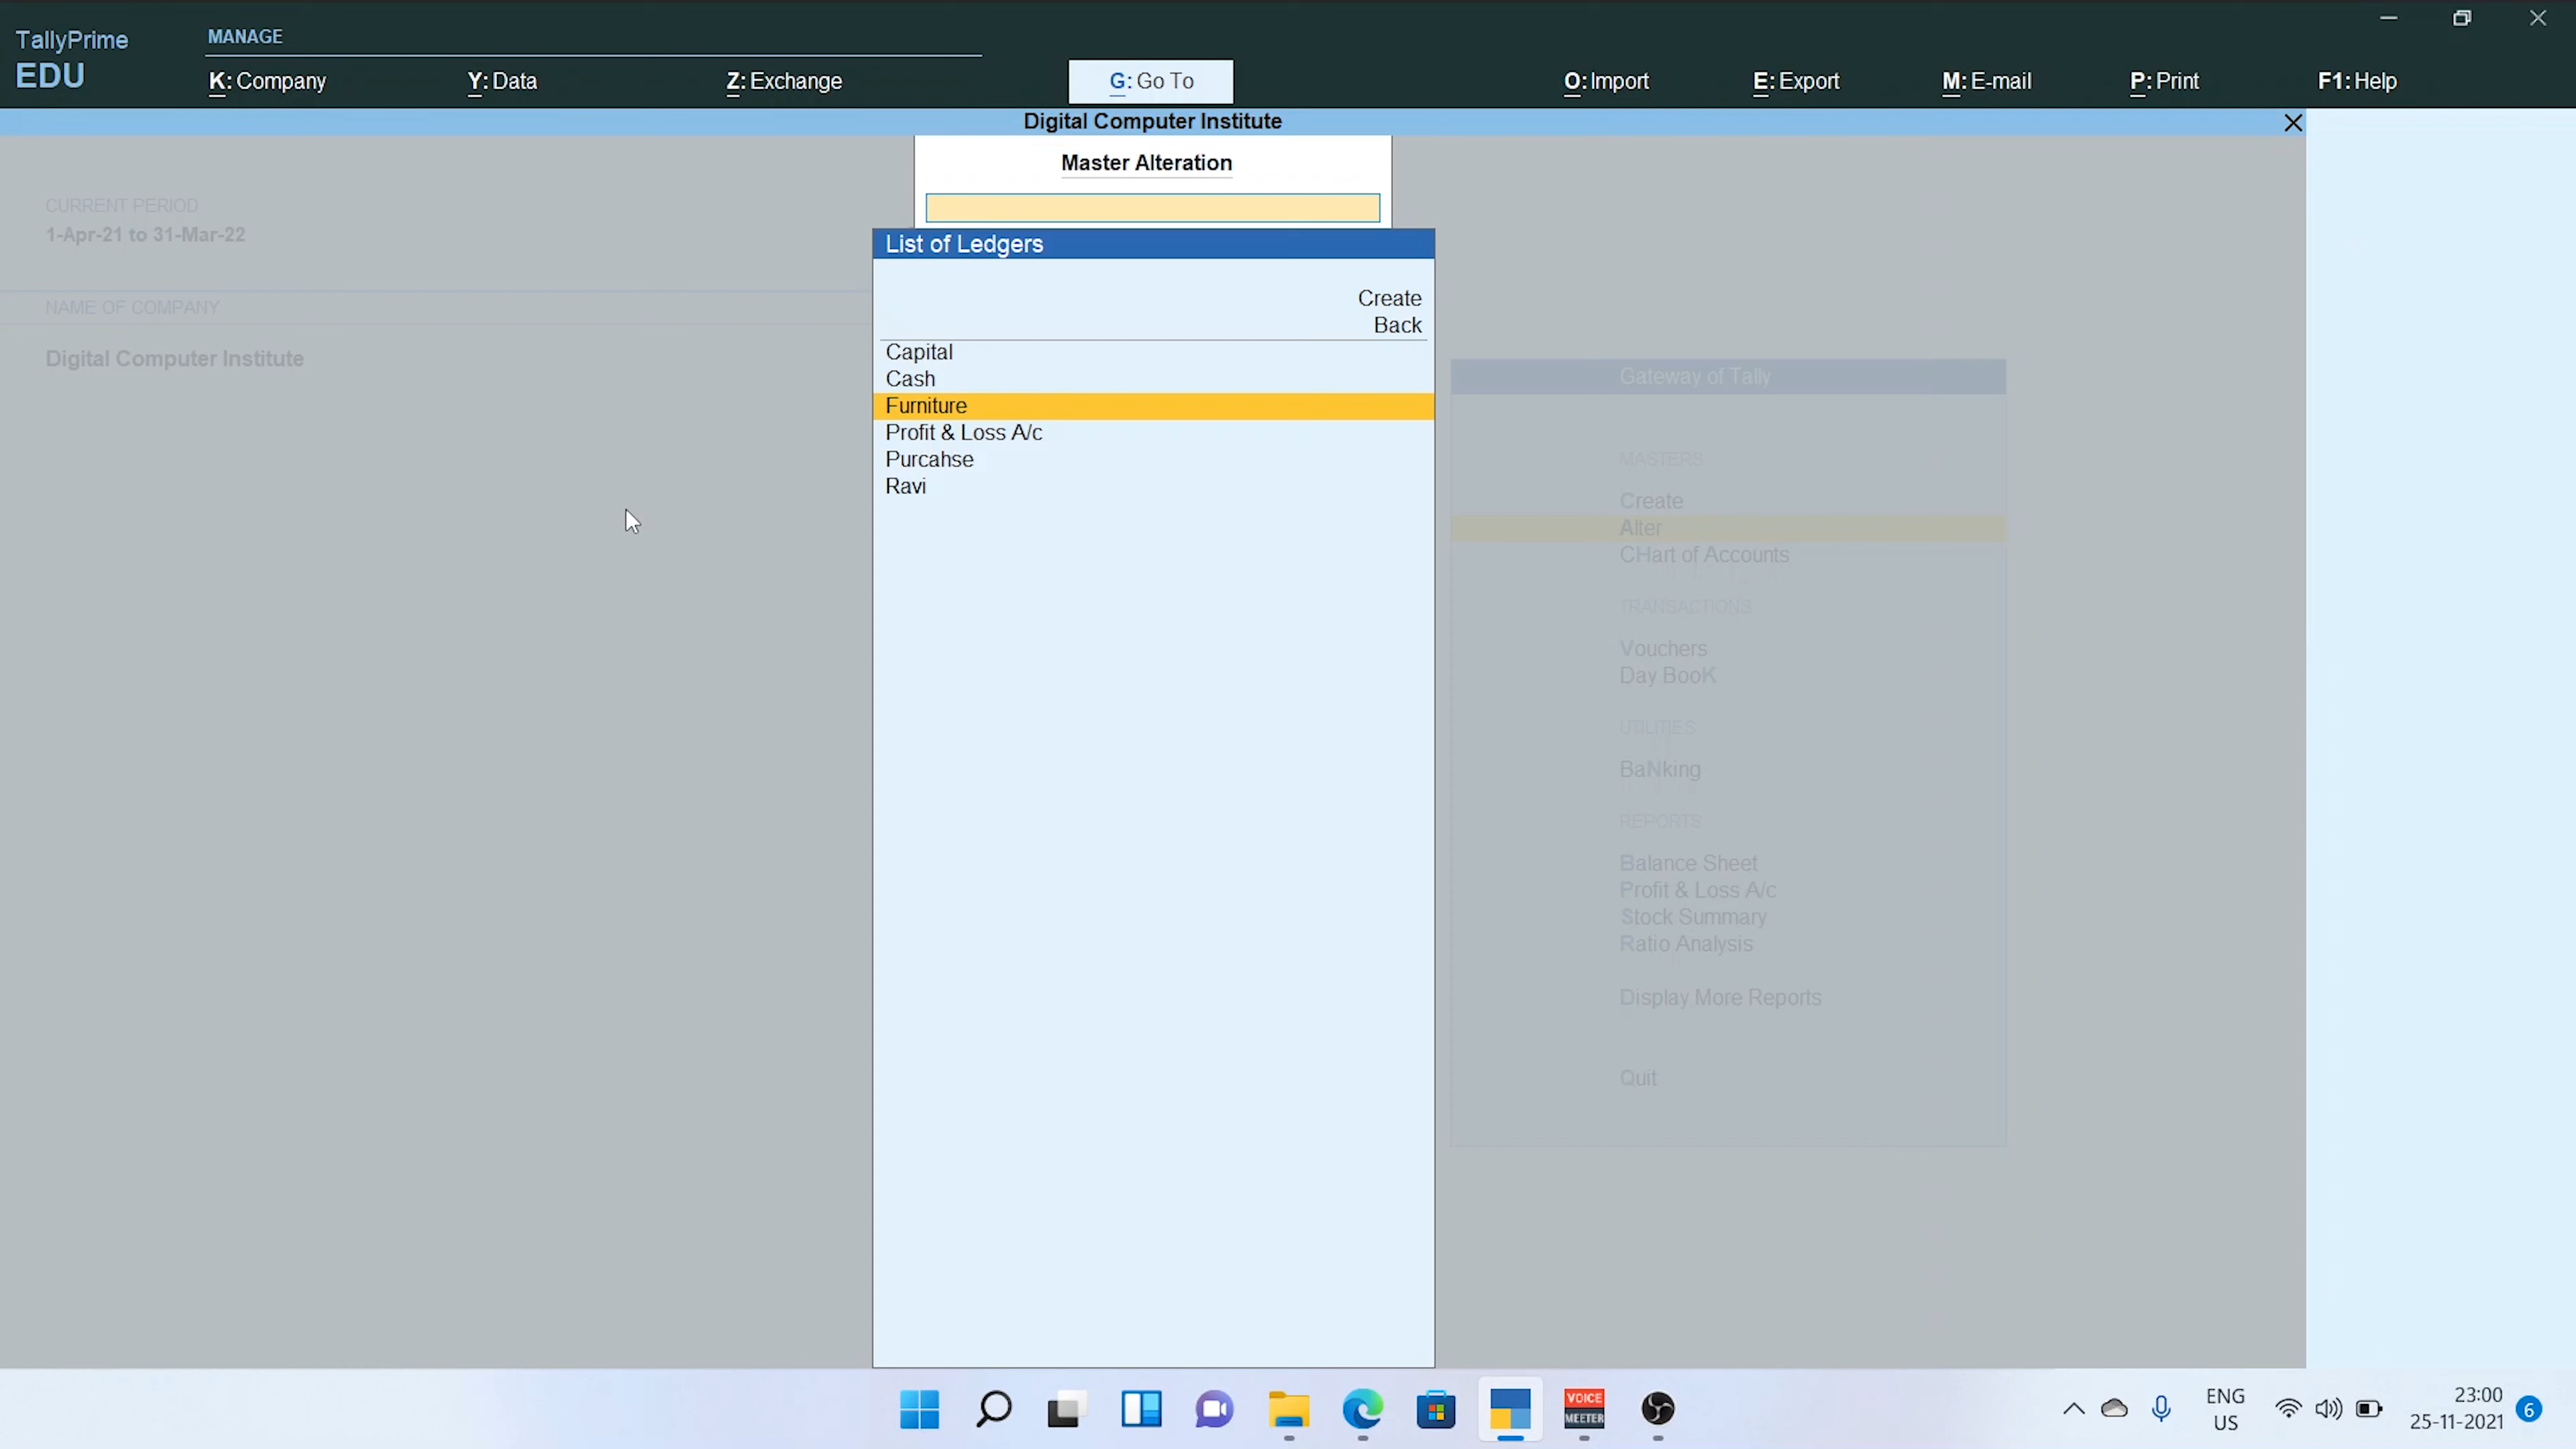 TallyPrime
EDU
MANAGE
K: Company
Y: Data
Z: Exchange
G: Go To
O: Import
E: Export
M: E-mail
P: Print
F1: Help
Digital Computer Institute
CURRENT PERIOD
1-Apr-21 to 31-Mar-22
NAME OF COMPANY
Digital Computer Institute
Master Alteration
List of Ledgers
Create
Back
Capital
Cash
Furniture
Profit & Loss A/c
Purcahse
Ravi
Gateway of Tally
MASTERS
Create
Alter
CHart of Accounts
TRANSACTIONS
Vouchers
Day BooK
UTILITIES
BaNking
REPORTS
Balance Sheet
Profit & Loss A/c
Stock Summary
Ratio Analysis
Display More Reports
Quit
VOICE
MEETER
ENG
US
23:00
25-11-2021
6